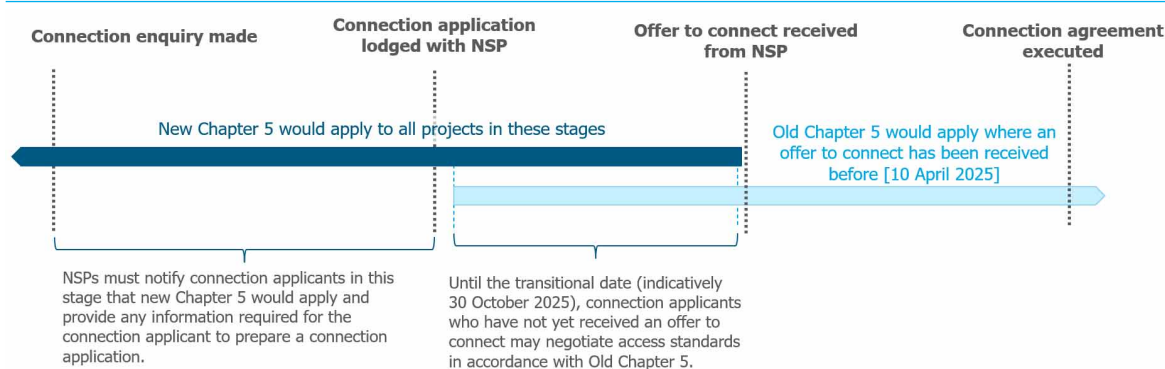 Connection enquiry made
Connection application
lodged with NSP
Offer to connect received
from NSP
Connection agreement
executed
New Chapter 5 would apply to all projects in these stages
Old Chapter 5 would apply where an
offer to connect has been received
before [10 April 2025]
NSPs must notify connection applicants in this
stage that new Chapter 5 would apply and
provide any information required for the
connection applicant to prepare a connection
application.
Until the transitional date (indicatively
30 October 2025), connection applicants
who have not yet received an offer to
connect may negotiate access standards
in accordance with Old Chapter 5.